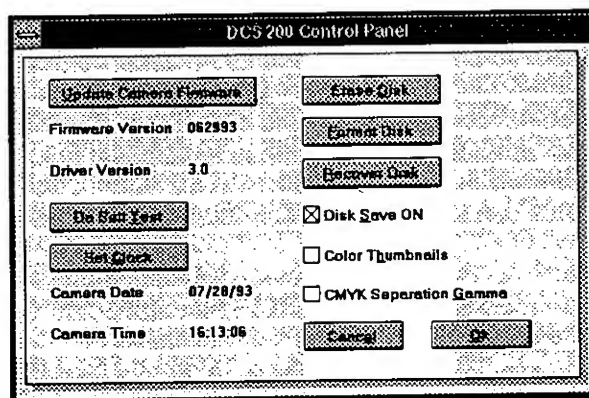 DCS 200 Control Panel
Update Camera Firmware
Firmware Version 062993
Driver Version 3.0
Do Self Test
Set Clock
Camera Date 07/28/93
Camera Time 16:13:06
Erase Disk
Format Disk
Recover Disk
Disk Save ON
Color Thumbnails
CMYK Separation Gamma
Cancel
OK